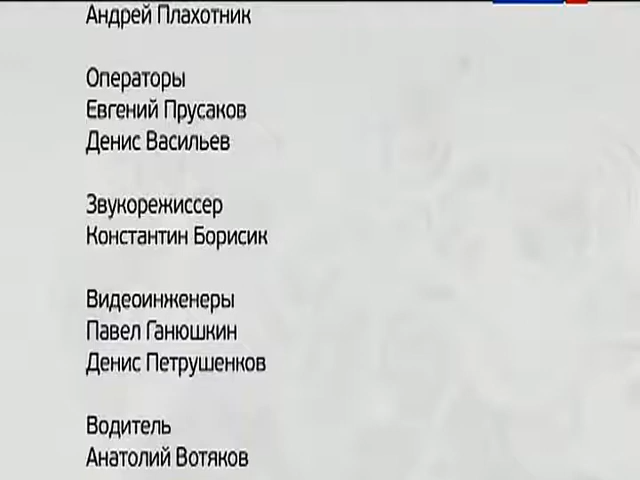 Андрей Плахотник
Операторы
Евгений Прусаков
Денис Васильев
Звукорежиссер
Константин Борисик
Видеоинженеры
Павел Ганюшкин
Денис Петрушенков
Водитель
Анатолий Вотяков